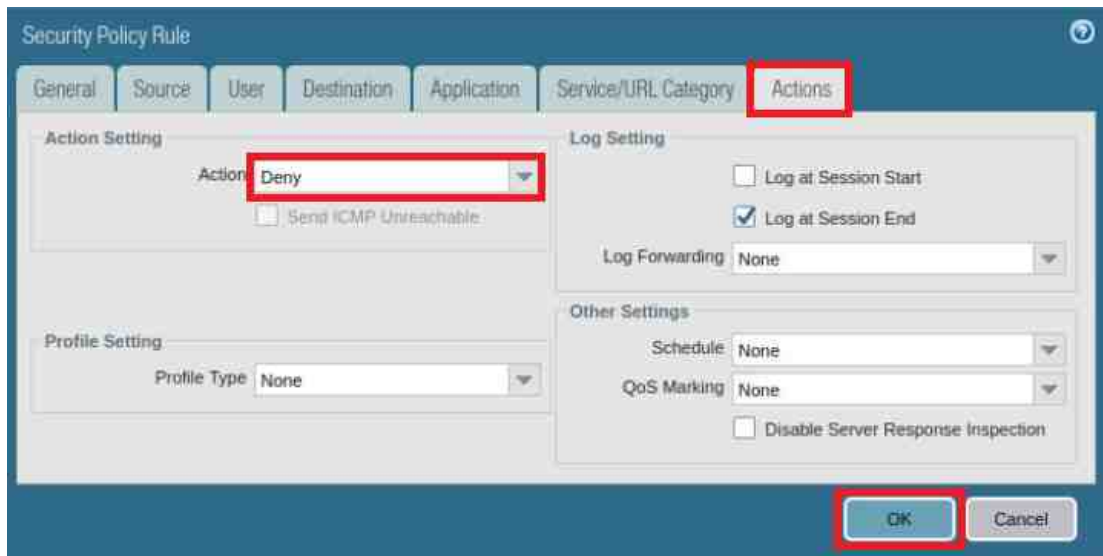 Security Policy Rule
General Source User Destination Application Service/URL Category Actions
Action Setting
Action Deny
Send ICMP Unreachable
Profile Setting
Profile Type None
Log Setting
Log at Session Start
Log at Session End
Log Forwarding None
Other Settings
Schedule None
QoS Marking None
Disable Server Response Inspection
OK Cancel